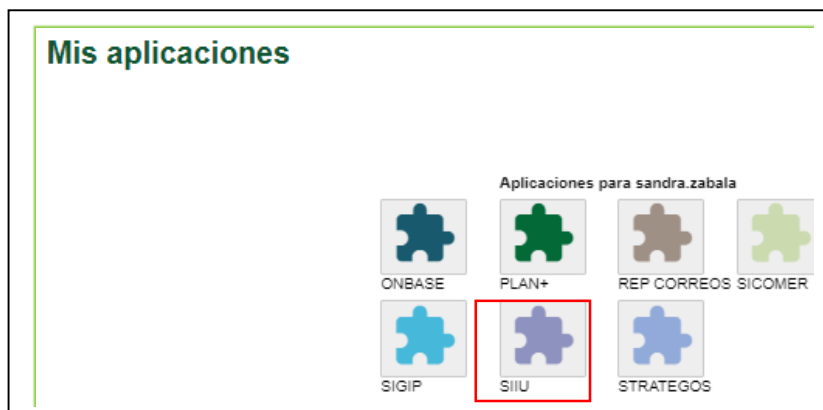 Mis aplicaciones
Aplicaciones para sandra.zabala
ONBASE PLAN+ REP CORREOS SICOMER
SIGIP SIIU STRATEGOS